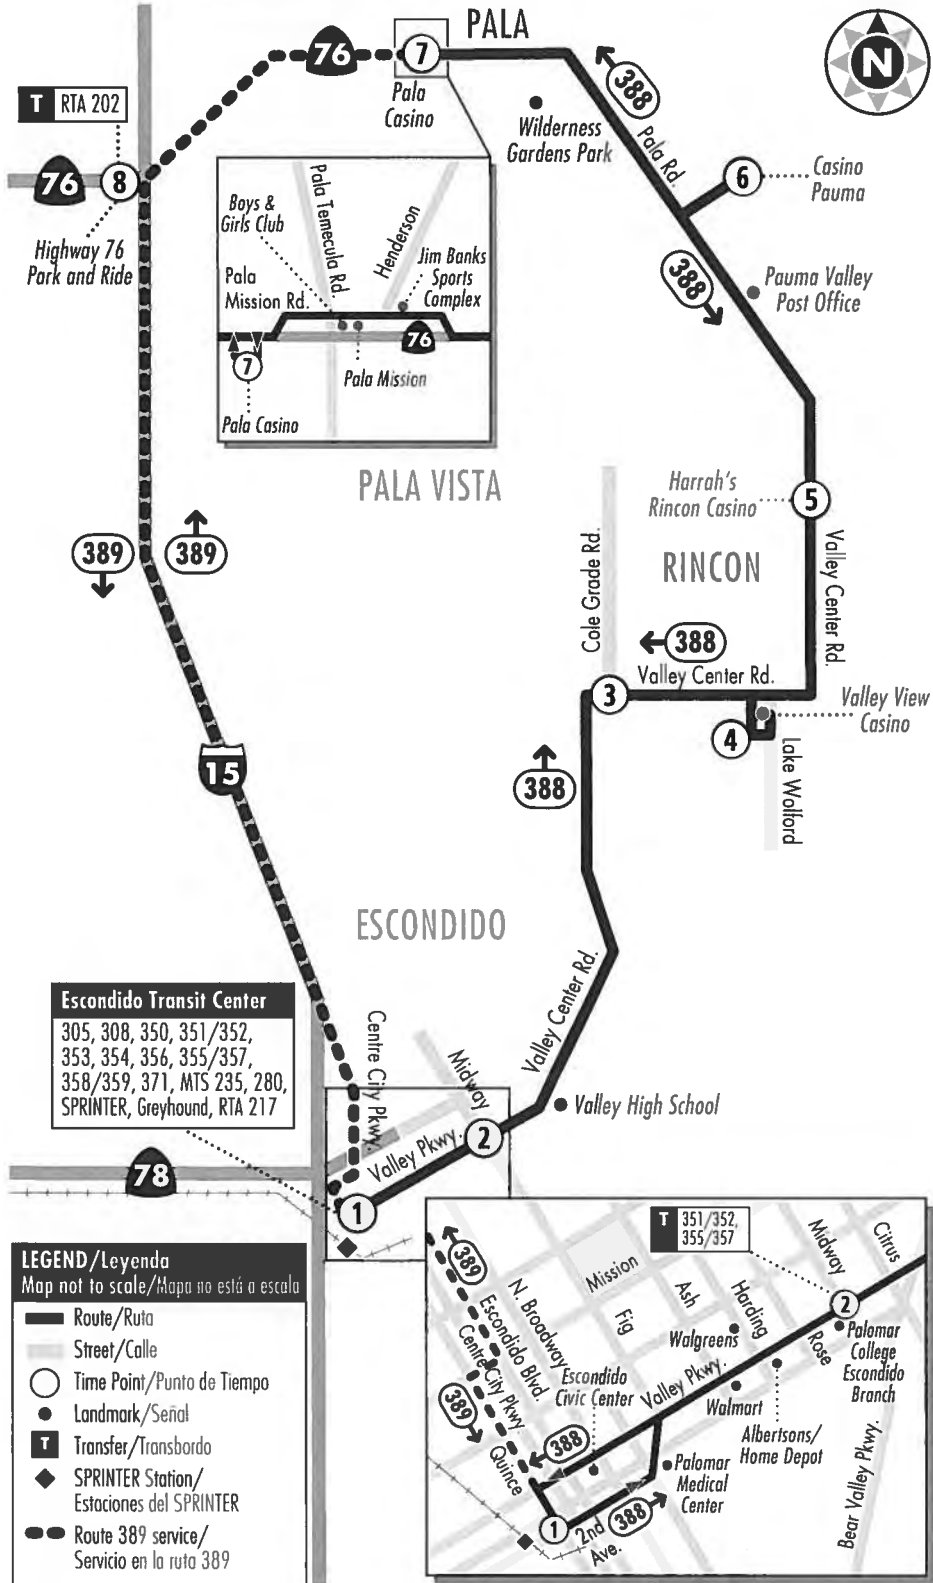 PALA
76
7
Pala
Casino
N
388
T RTA 202
Wilderness
Gardens Park
Pala Rd.
6
Casino
Pauma
76
8
Highway 76
Park and Ride
Boys &
Girls Club
Pala Temecula Rd.
Henderson
Jim Banks
Sports
Complex
Pala
Mission Rd.
76
7
Pala Mission
Pala Casino
388
Pauma Valley
Post Office
PALA VISTA
Harrah's
Rincon Casino
5
389
389
Cole Grade Rd.
RINCON
Valley Center Rd.
388
Valley Center Rd.
3
Valley View
Casino
4
Lake Wolford
15
388
ESCONDIDO
Valley Center Rd.
Escondido Transit Center
305, 308, 350, 351/352,
353, 354, 356, 355/357,
358/359, 371, MTS 235, 280,
SPRINTER, Greyhound, RTA 217
Centre City Pkwy.
Midway
Valley High School
2
Valley Pkwy.
78
1
LEGEND/Leyenda
Map not to scale/Mapa no está a escala
Route/Ruta
Street/Calle
Time Point/Punto de Tiempo
Landmark/Señal
T Transfer/Transbordo
SPRINTER Station/
Estaciones del SPRINTER
Route 389 service/
Servicio en la ruta 389
T 351/352,
355/357
Midway
Citrus
389
N. Broadway
Escondido Blvd.
Centre City Pkwy.
Mission
Fig
Ash
Harding
Walgreens
2
Rose
Palomar
College
Escondido
Branch
Escondido
Civic Center
Valley Pkwy.
Walmart
Albertsons/
Home Depot
389
Quince
388
Palomar
Medical
Center
Bear Valley Pkwy.
1
2nd
Ave.
388